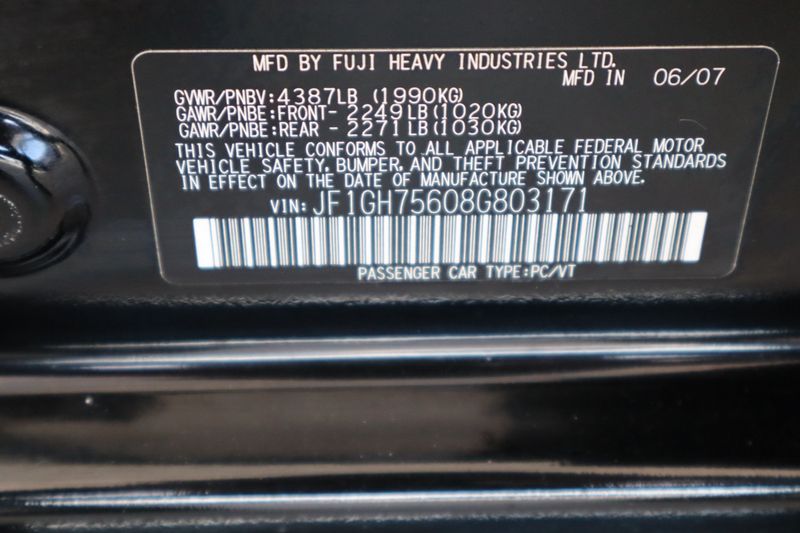 MFD BY FUJI HEAVY INDUSTRIES LTD.
MFD IN 06/07
GVWR/PNBV:4387LB (1990KG)
GAWR/PNBE:FRONT- 2249LB(1020KG)
GAWR/PNBE:REAR - 2271LB(1030KG)
THIS VEHICLE CONFORMS TO ALL APPLICABLE FEDERAL MOTOR
VEHICLE SAFETY, BUMPER, AND THEFT PREVENTION STANDARDS
IN EFFECT ON THE DATE OF MANUFACTURE SHOWN ABOVE.
VIN: JF1GH75608G803171
PASSENGER CAR TYPE:PC/VT